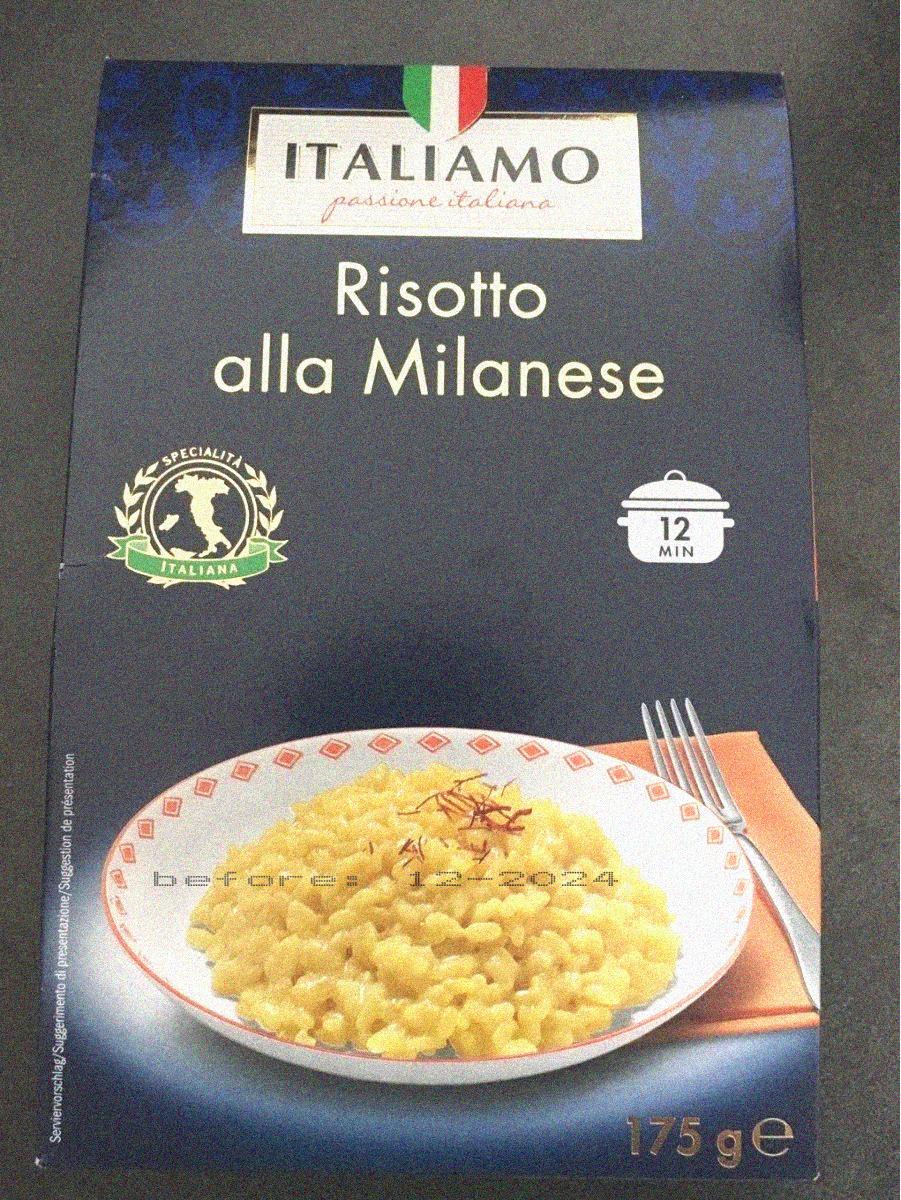 ITALIAMO
passione italiana
Risotto
alla Milanese
SPECIALITÀ
ITALIANA
12
MIN
before: 12-2024
Serviervorschlag/Suggerimento di presentazione/Suggestion de présentation
175 g℮